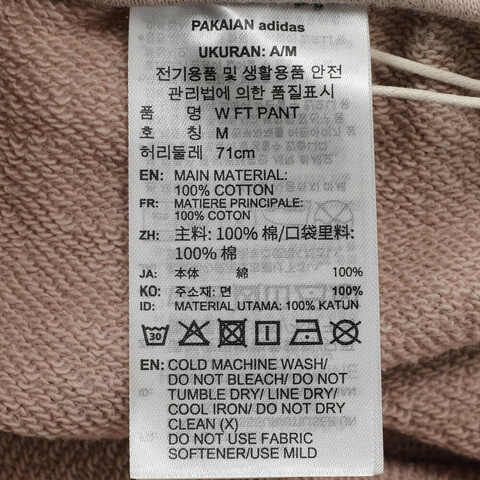 PAKAIAN adidas
UKURAN: A/M
전기용품 및 생활용품 안전
관리법에 의한 품질표시
품 명 W FT PANT
호 칭 M
허리둘레 71cm
EN: MAIN MATERIAL:
100% COTTON
FR: MATIERE PRINCIPALE:
100% COTON
ZH: 主料: 100% 棉/口袋里料:
100% 棉
JA: 本体 綿 100%
KO: 주소재: 면 100%
ID: MATERIAL UTAMA: 100% KATUN
30
EN: COLD MACHINE WASH/
DO NOT BLEACH/ DO NOT
TUMBLE DRY/ LINE DRY/
COOL IRON/ DO NOT DRY
CLEAN (X)
DO NOT USE FABRIC
SOFTENER/USE MILD